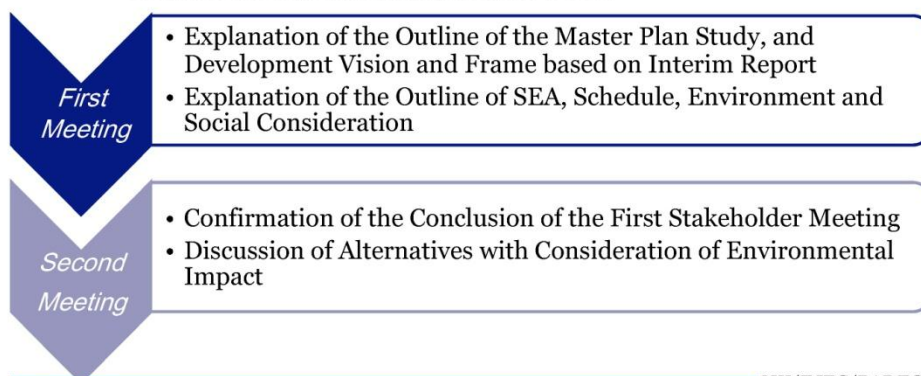 First
Meeting
• Explanation of the Outline of the Master Plan Study, and
Development Vision and Frame based on Interim Report
• Explanation of the Outline of SEA, Schedule, Environment and
Social Consideration
Second
Meeting
• Confirmation of the Conclusion of the First Stakeholder Meeting
• Discussion of Alternatives with Consideration of Environmental
Impact